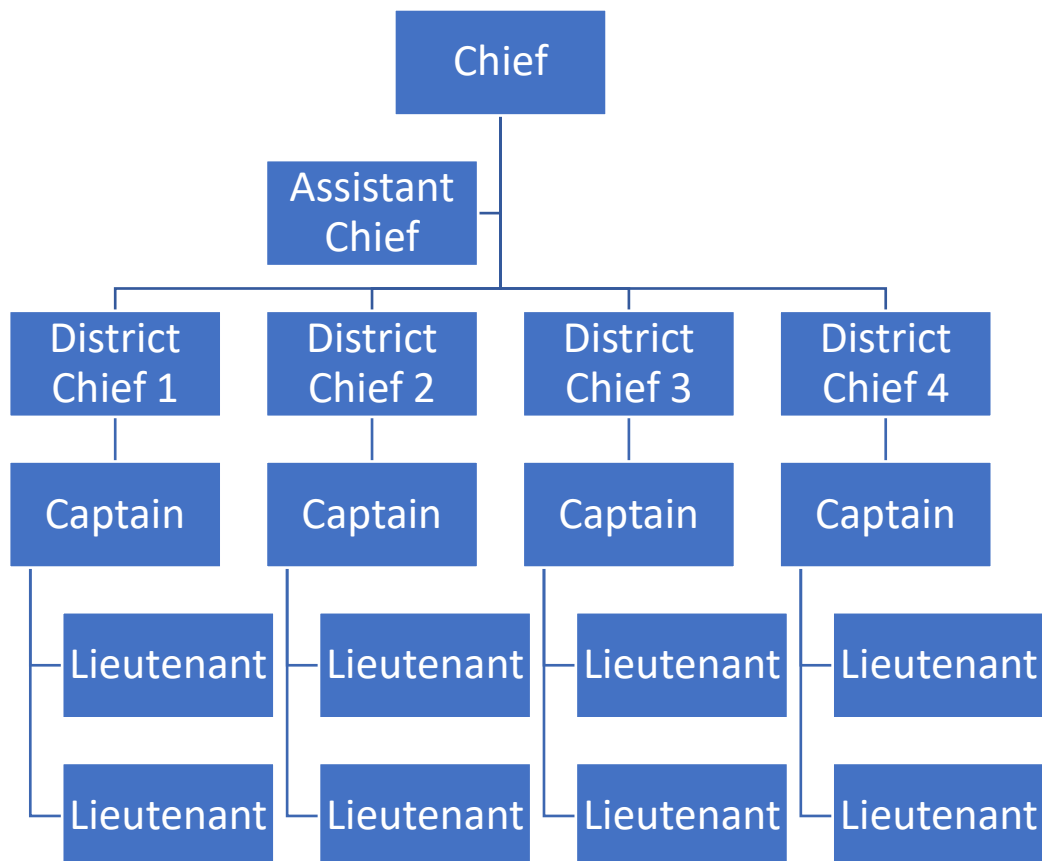 Chief
Assistant
Chief
District
Chief 1
District
Chief 2
District
Chief 3
District
Chief 4
Captain
Captain
Captain
Captain
Lieutenant
Lieutenant
Lieutenant
Lieutenant
Lieutenant
Lieutenant
Lieutenant
Lieutenant